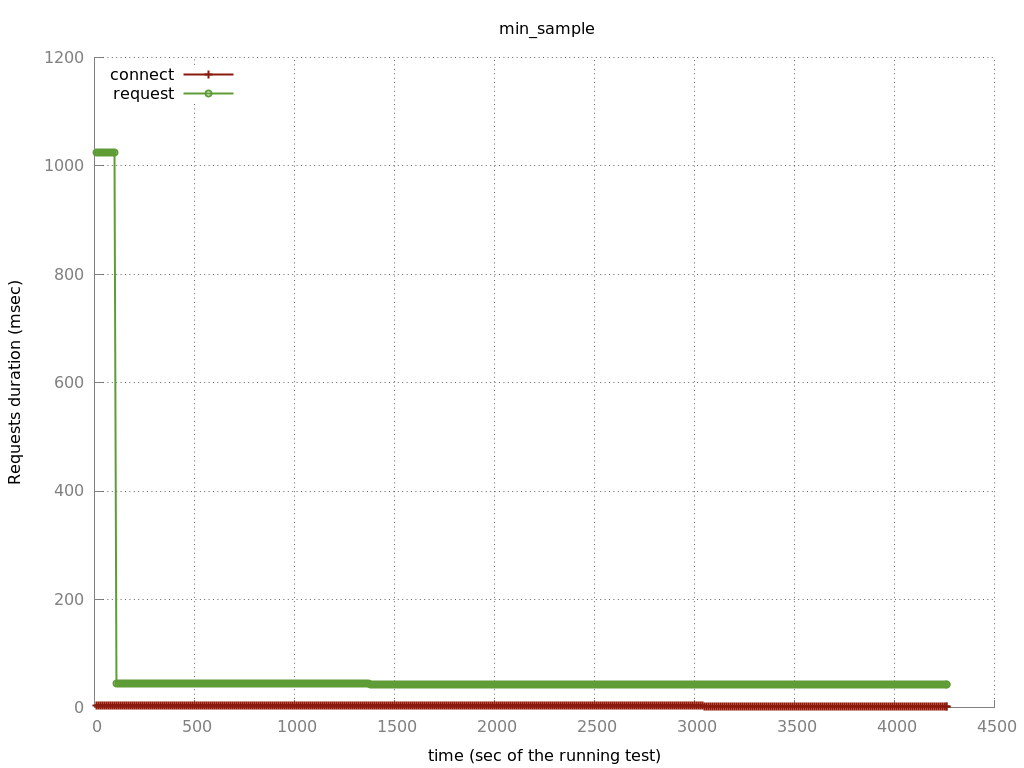 min_sample
1200
connect
request
1000
800
600
400
200
0
Requests duration (msec)
0 500 1000 1500 2000 2500 3000 3500 4000 4500
time (sec of the running test)